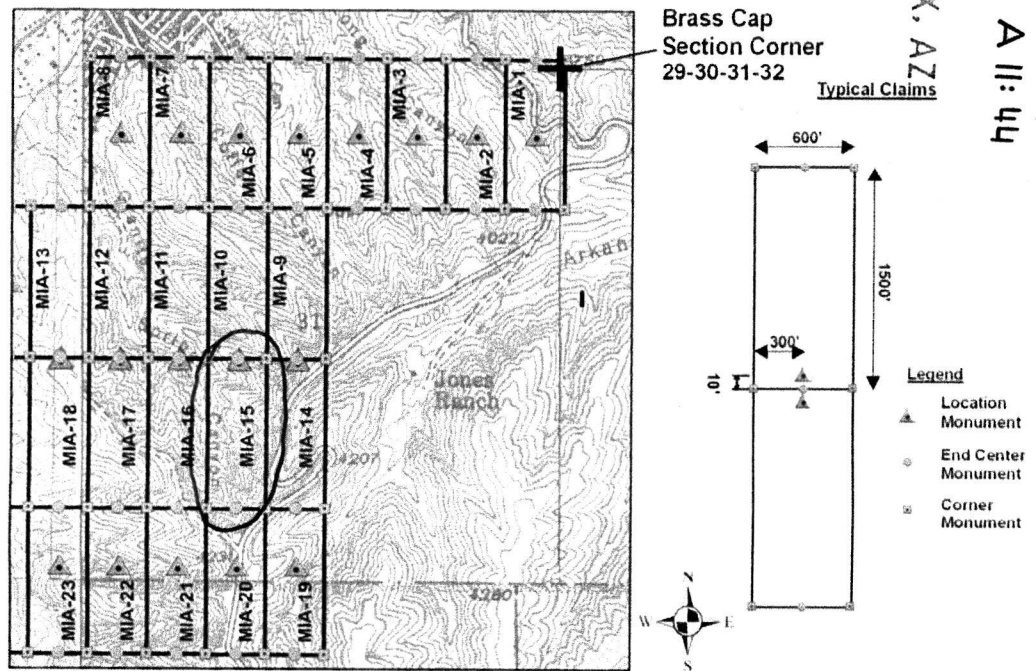 Brass Cap
Section Corner
29-30-31-32
X, AZ
A 11: 44
Typical Claims
600'
1500'
300'
10'
Legend
Location
Monument
End Center
Monument
Corner
Monument
N
W
E
S
MIA-8
MIA-7
MIA-6
MIA-5
MIA-4
MIA-3
MIA-2
MIA-1
4022
Arkan
MIA-13
MIA-12
MIA-11
MIA-10
MIA-9
31
Jones
Ranch
MIA-18
MIA-17
MIA-16
MIA-15
MIA-14
4207
MIA-23
MIA-22
MIA-21
MIA-20
MIA-19
4280